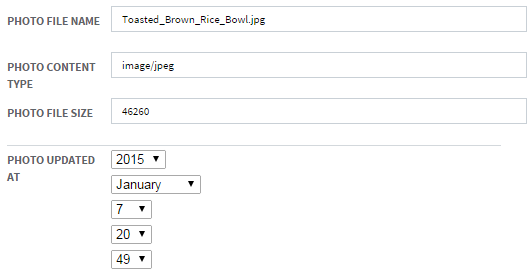 PHOTO FILE NAME
Toasted_Brown_Rice_Bowl.jpg
PHOTO CONTENT
TYPE
image/jpeg
PHOTO FILE SIZE
46260
PHOTO UPDATED
AT
2015
January
7
20
49